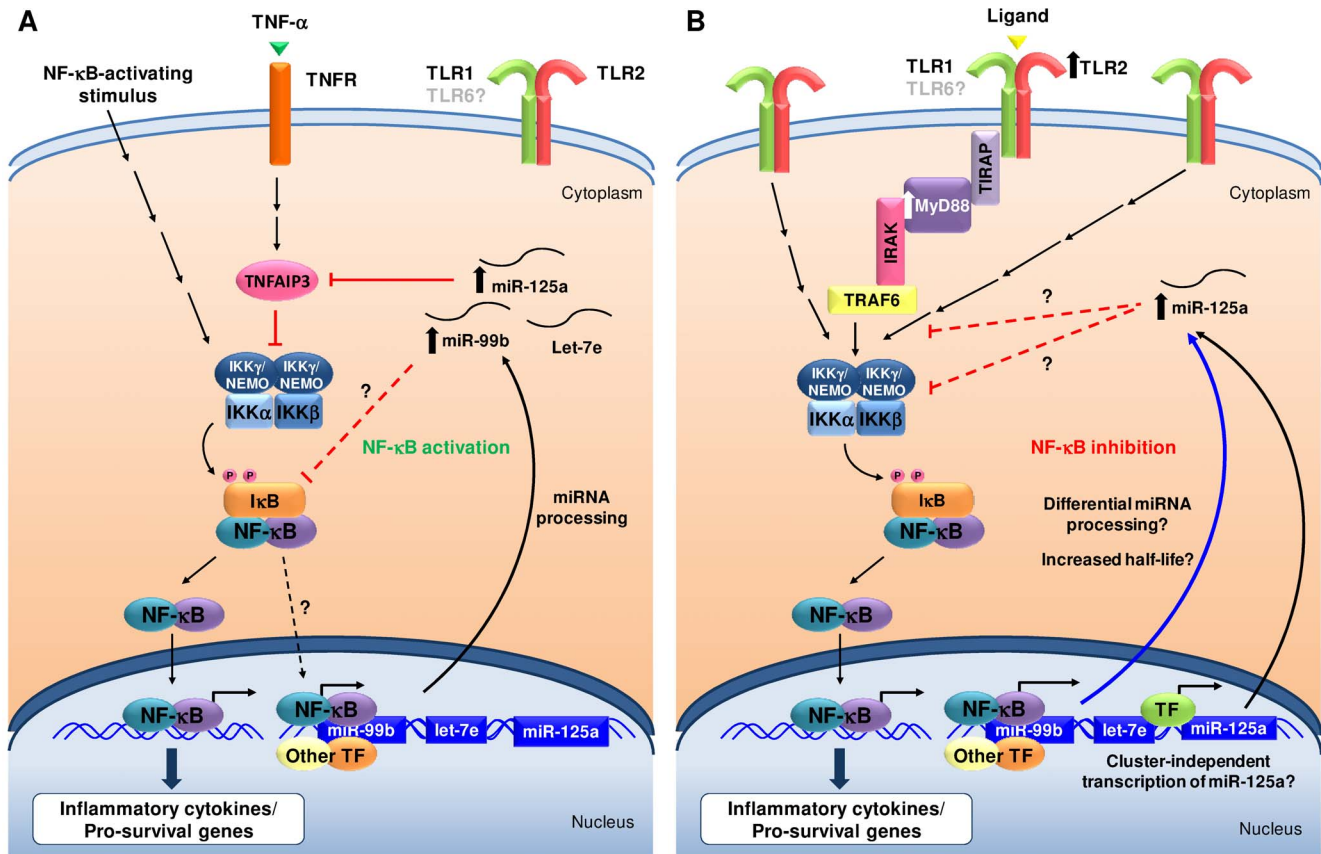 A
TNF-α
NF-κB-activating
stimulus
TNFR
TLR1
TLR6?
TLR2
Cytoplasm
TNFAIP3
miR-125a
miR-99b
Let-7e
IKKγ/
NEMO
IKKγ/
NEMO
IKKα
IKKβ
?
NF-κB activation
P
P
IκB
NF-κB
miRNA
processing
?
NF-κB
NF-κB
NF-κB
miR-99b
let-7e
miR-125a
Other TF
Inflammatory cytokines/
Pro-survival genes
Nucleus
B
Ligand
TLR1
TLR6?
TLR2
Cytoplasm
TIRAP
MyD88
IRAK
TRAF6
?
miR-125a
?
IKKγ/
NEMO
IKKγ/
NEMO
IKKα
IKKβ
NF-κB inhibition
P
P
IκB
NF-κB
Differential miRNA
processing?
Increased half-life?
NF-κB
NF-κB
NF-κB
TF
miR-99b
let-7e
miR-125a
Other TF
Cluster-independent
transcription of miR-125a?
Inflammatory cytokines/
Pro-survival genes
Nucleus